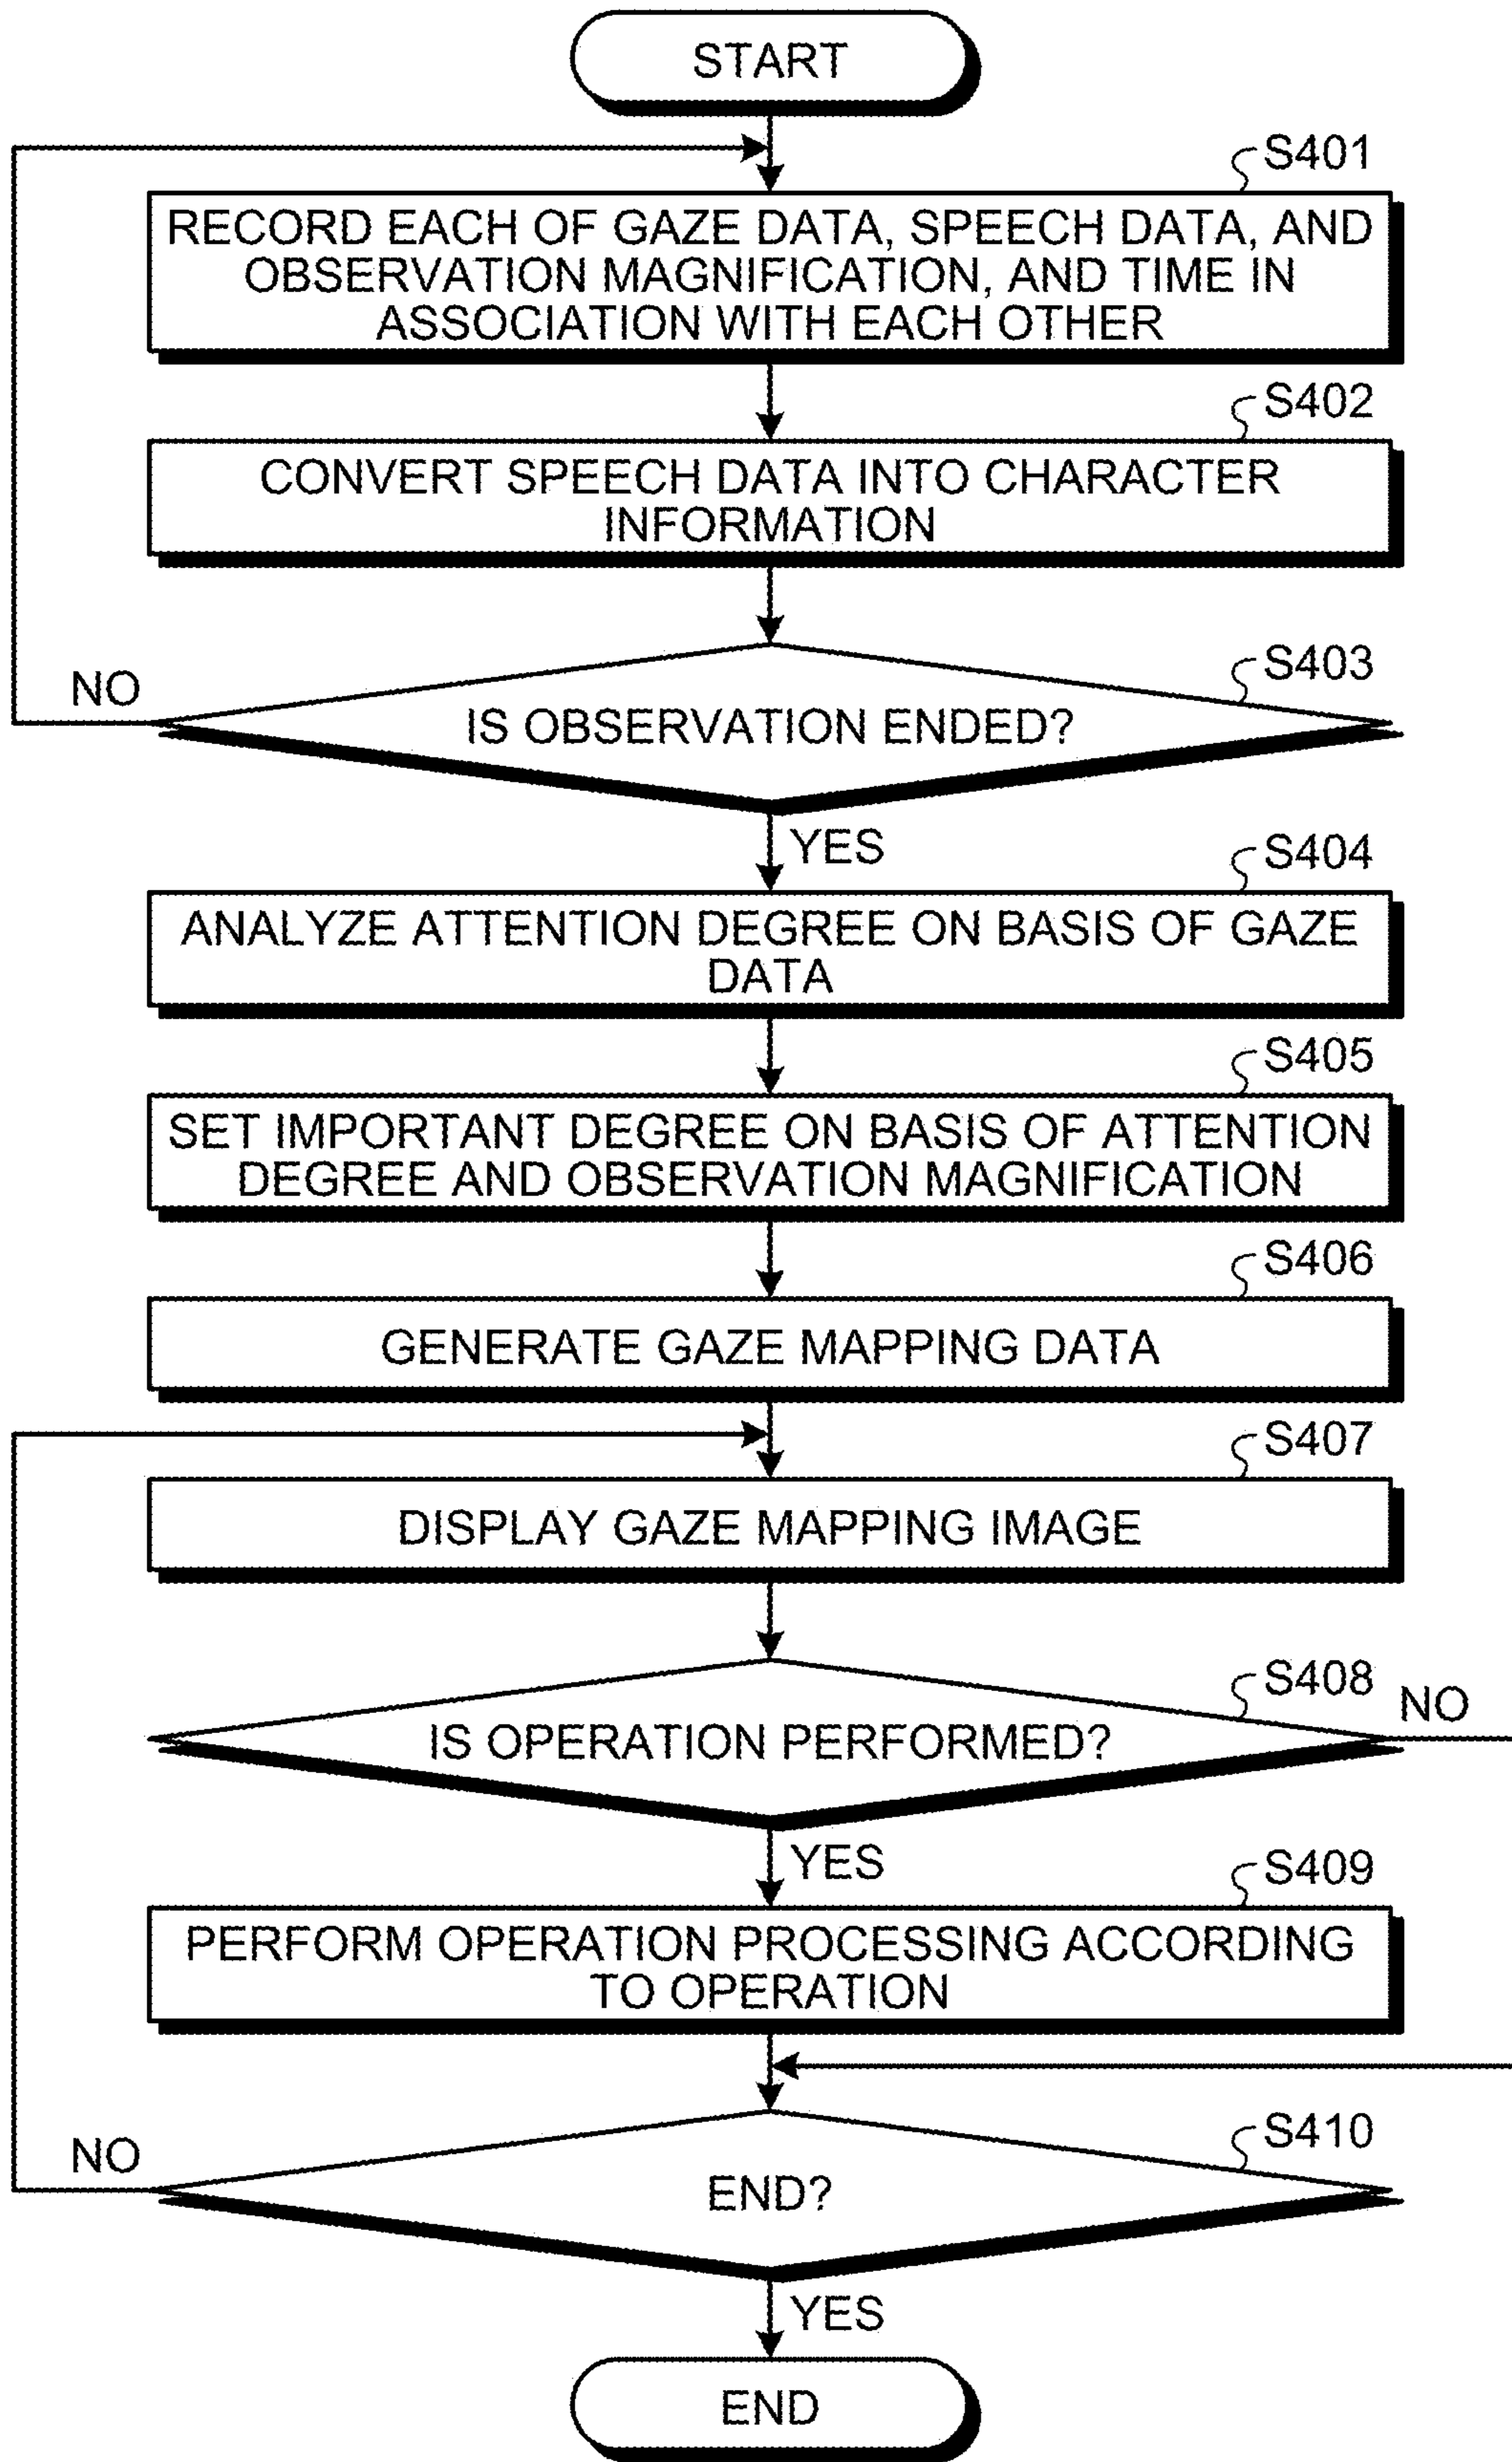 START
S401
RECORD EACH OF GAZE DATA, SPEECH DATA, AND
OBSERVATION MAGNIFICATION, AND TIME IN
ASSOCIATION WITH EACH OTHER
S402
CONVERT SPEECH DATA INTO CHARACTER
INFORMATION
S403
NO
IS OBSERVATION ENDED?
YES
S404
ANALYZE ATTENTION DEGREE ON BASIS OF GAZE
DATA
S405
SET IMPORTANT DEGREE ON BASIS OF ATTENTION
DEGREE AND OBSERVATION MAGNIFICATION
S406
GENERATE GAZE MAPPING DATA
S407
DISPLAY GAZE MAPPING IMAGE
S408
NO
IS OPERATION PERFORMED?
YES
S409
PERFORM OPERATION PROCESSING ACCORDING
TO OPERATION
S410
NO
END?
YES
END